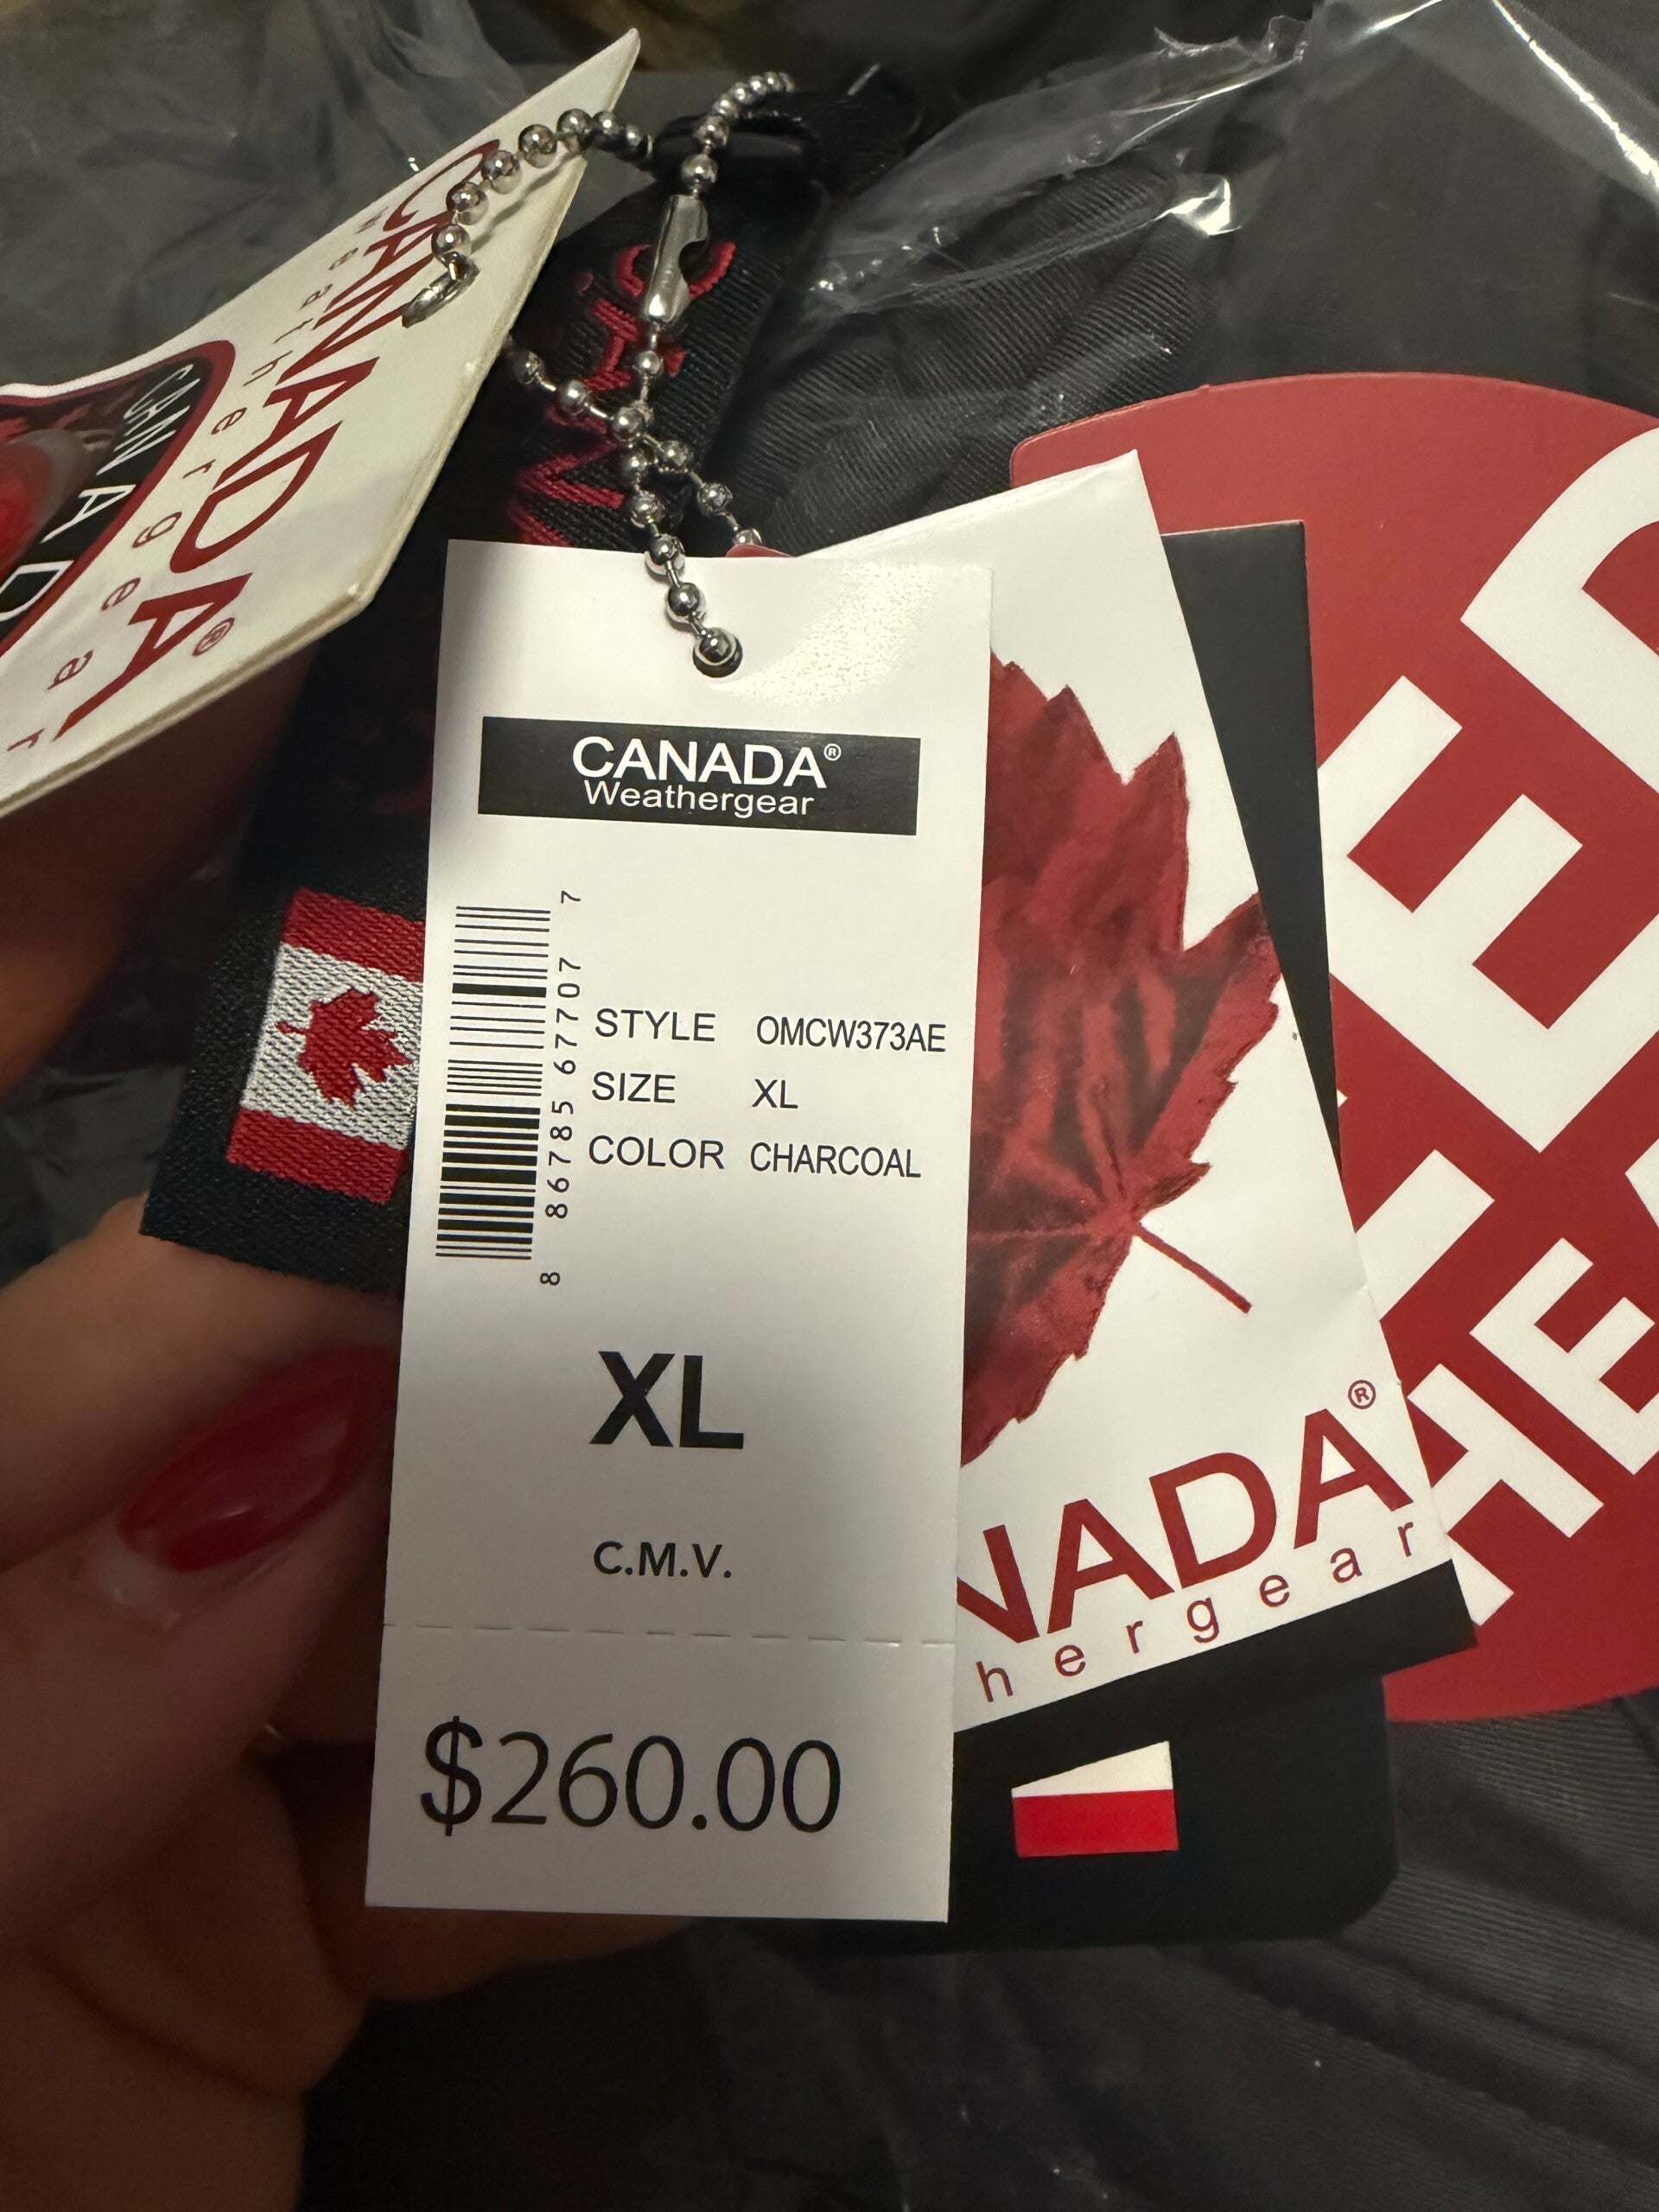 CANADA®
weathergear
CANAD
CANADA®
Weathergear
8 86785 67707 7
STYLE OMCW373AE
SIZE XL
COLOR CHARCOAL
XL
C.M.V.
$260.00
NADA®
hergear